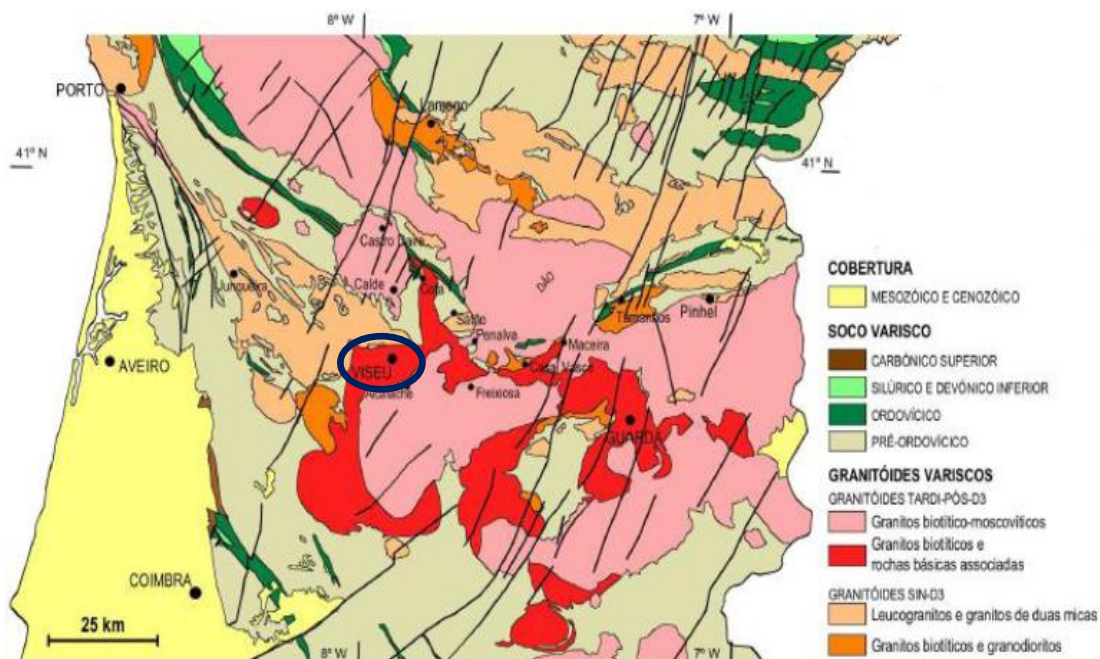 8º W
7º W
PORTO
Lamego
41º N
41º N
Castro Daire
DÃO
Junqueira
Calde
Cota
Pinhel
Sátão
Penalva
Maceira
AVEIRO
VISEU
Casal Vasco
Freixiosa
GUARDA
COIMBRA
25 km
8º W
7º W
COBERTURA
MESOZÓICO E CENOZÓICO
SOCO VARISCO
CARBÓNICO SUPERIOR
SILÚRICO E DEVÓNICO INFERIOR
ORDOVÍCICO
PRÉ-ORDOVÍCICO
GRANITÓIDES VARISCOS
GRANITÓIDES TARDI-PÓS-D3
Granitos biotítico-moscovíticos
Granitos biotíticos e
rochas básicas associadas
GRANITÓIDES SIN-D3
Leucogranitos e granitos de duas micas
Granitos biotíticos e granodioritos